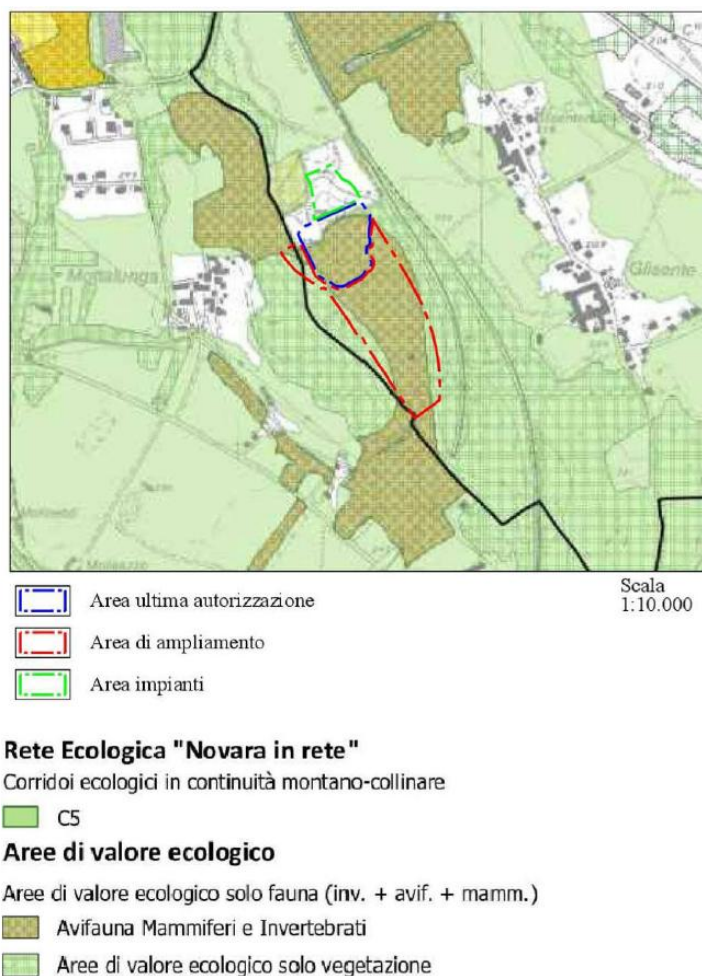 Mottalunga
Glisente
Area ultima autorizzazione
Area di ampliamento
Area impianti
Scala
1:10.000
Rete Ecologica "Novara in rete"
Corridoi ecologici in continuità montano-collinare
C5
Aree di valore ecologico
Aree di valore ecologico solo fauna (inv. + avif. + mamm.)
Avifauna Mammiferi e Invertebrati
Aree di valore ecologico solo vegetazione